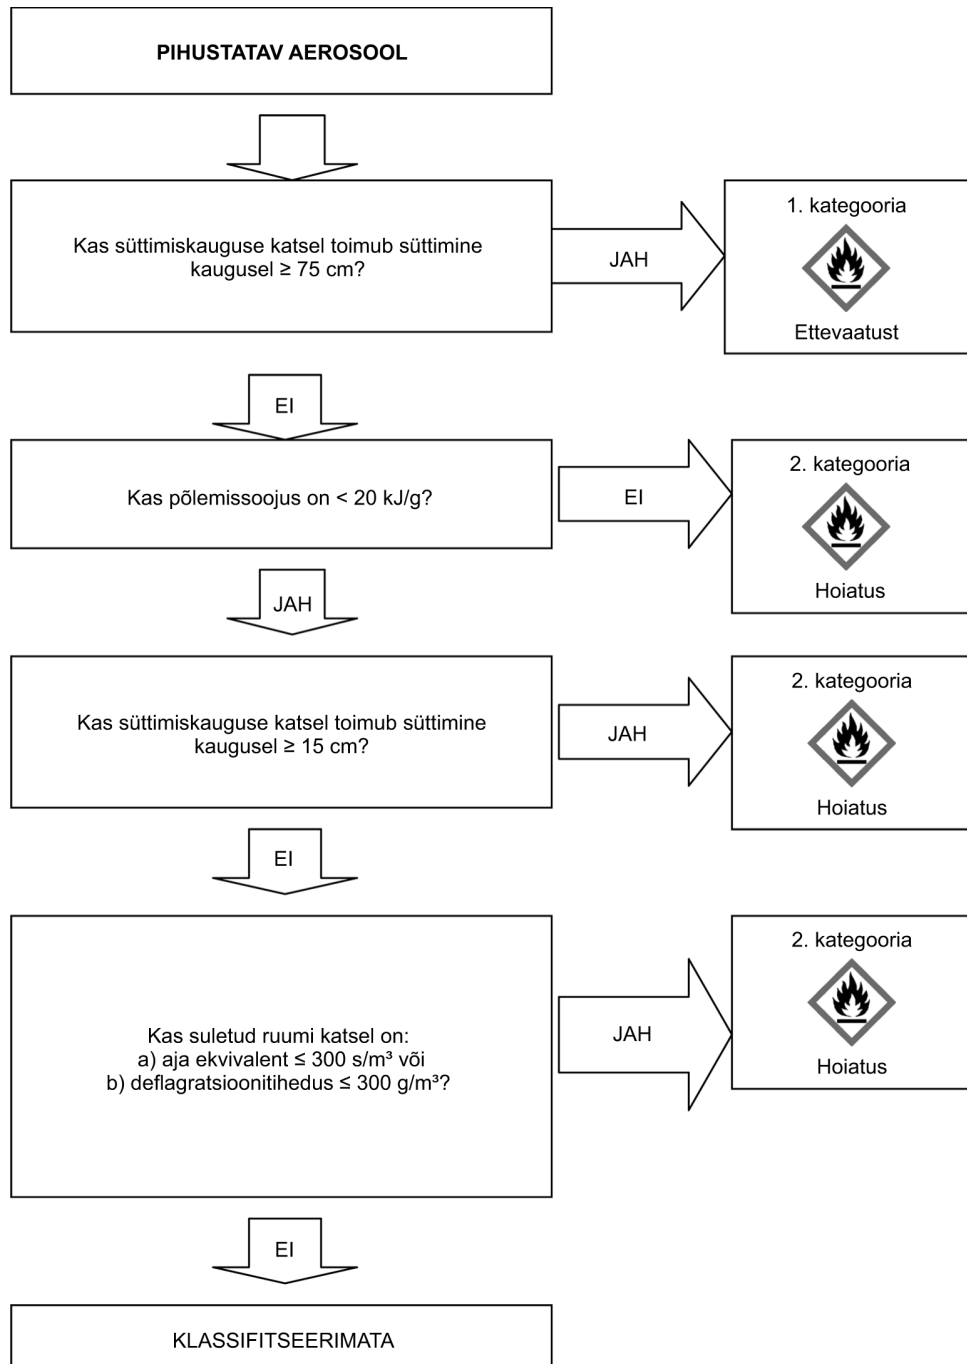 PIHUSTATAV AEROSOOL
Kas süttimiskauguse katsel toimub süttimine
kaugusel ≥ 75 cm?
JAH
1. kategooria
Ettevaatust
EI
Kas põlemissoojus on < 20 kJ/g?
EI
2. kategooria
Hoiatus
JAH
Kas süttimiskauguse katsel toimub süttimine
kaugusel ≥ 15 cm?
JAH
2. kategooria
Hoiatus
EI
Kas suletud ruumi katsel on:
a) aja ekvivalent ≤ 300 s/m³ või
b) deflagratsioonitihedus ≤ 300 g/m³?
JAH
2. kategooria
Hoiatus
EI
KLASSIFITSEERIMATA